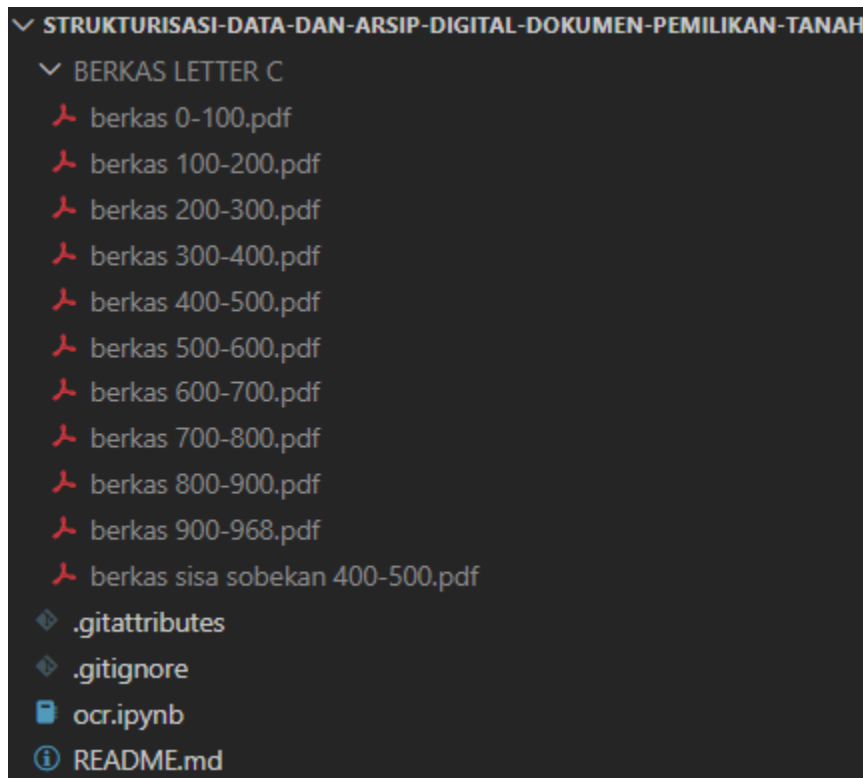 STRUKTURISASI-DATA-DAN-ARSIP-DIGITAL-DOKUMEN-PEMILIKAN-TANAH
BERKAS LETTER C
berkas 0-100.pdf
berkas 100-200.pdf
berkas 200-300.pdf
berkas 300-400.pdf
berkas 400-500.pdf
berkas 500-600.pdf
berkas 600-700.pdf
berkas 700-800.pdf
berkas 800-900.pdf
berkas 900-968.pdf
berkas sisa sobekan 400-500.pdf
.gitattributes
.gitignore
ocr.ipynb
README.md